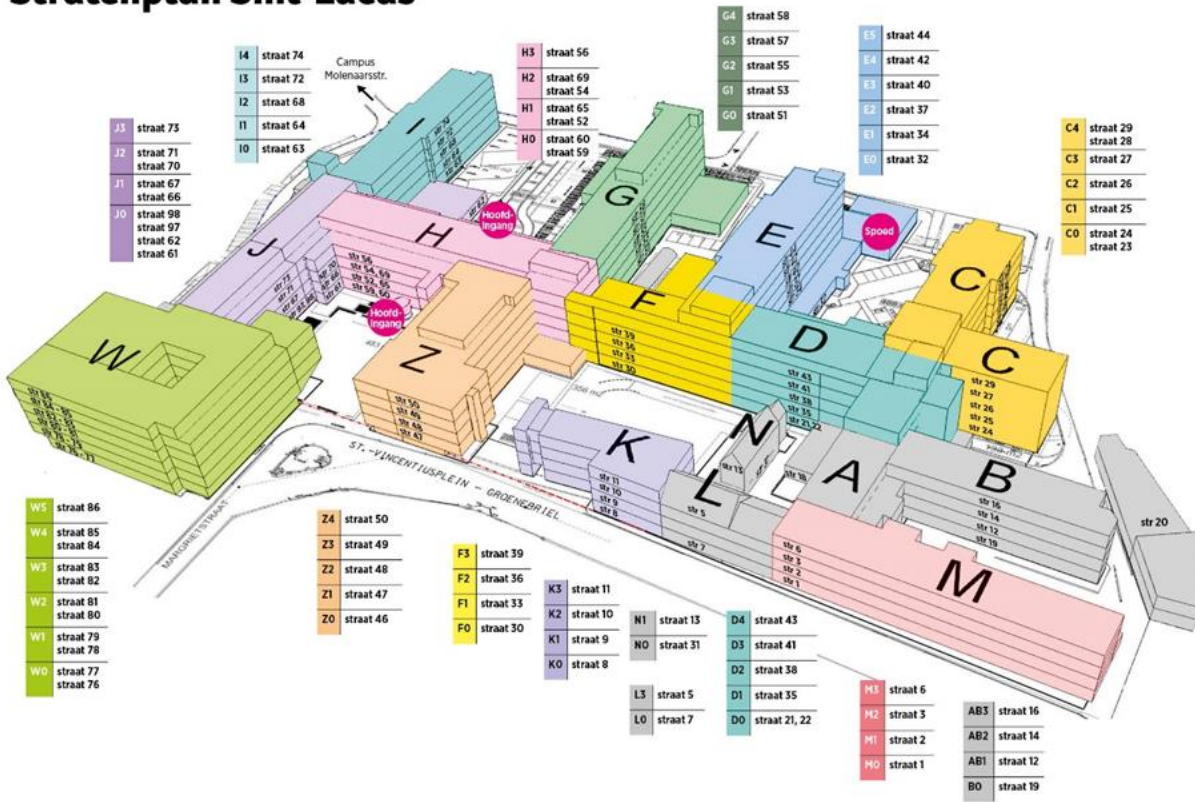 Stratenplan Sint-Lucas
I4 straat 74
I3 straat 72
I2 straat 68
I1 straat 64
I0 straat 63
Campus
Molenaarsstr.
H3 straat 56
H2 straat 69
straat 54
H1 straat 65
straat 52
H0 straat 60
straat 59
G4 straat 58
G3 straat 57
G2 straat 55
G1 straat 53
G0 straat 51
E5 straat 44
E4 straat 42
E3 straat 40
E2 straat 37
E1 straat 34
E0 straat 32
C4 straat 29
straat 28
C3 straat 27
C2 straat 26
C1 straat 25
C0 straat 24
straat 23
J3 straat 73
J2 straat 71
straat 70
J1 straat 67
straat 66
J0 straat 98
straat 97
straat 62
straat 61
I
G
Hoofd-
ingang
H
J
E
Spoed
C
str 56
str 54, 69
str 52, 65
str 59, 60
Hoofd-
ingang
F
str 39
str 36
str 33
str 30
D
str 43
str 41
str 38
str 35
str 21,22
C
str 29
str 27
str 26
str 25
str 24
W
Z
str 50
str 49
str 48
str 47
K
str 11
str 10
str 9
str 8
N
str 13
str 18
L
str 5
str 7
A
B
str 16
str 14
str 12
str 19
str 20
M
str 6
str 3
str 2
str 1
ST.-VINCENTIUSPLEIN - GROENEBRIEL
MARGRIETSTRAAT
W5 straat 86
W4 straat 85
straat 84
W3 straat 83
straat 82
W2 straat 81
straat 80
W1 straat 79
straat 78
W0 straat 77
straat 76
Z4 straat 50
Z3 straat 49
Z2 straat 48
Z1 straat 47
Z0 straat 46
F3 straat 39
F2 straat 36
F1 straat 33
F0 straat 30
K3 straat 11
K2 straat 10
K1 straat 9
K0 straat 8
N1 straat 13
N0 straat 31
L3 straat 5
L0 straat 7
D4 straat 43
D3 straat 41
D2 straat 38
D1 straat 35
D0 straat 21, 22
M3 straat 6
M2 straat 3
M1 straat 2
M0 straat 1
AB3 straat 16
AB2 straat 14
AB1 straat 12
B0 straat 19